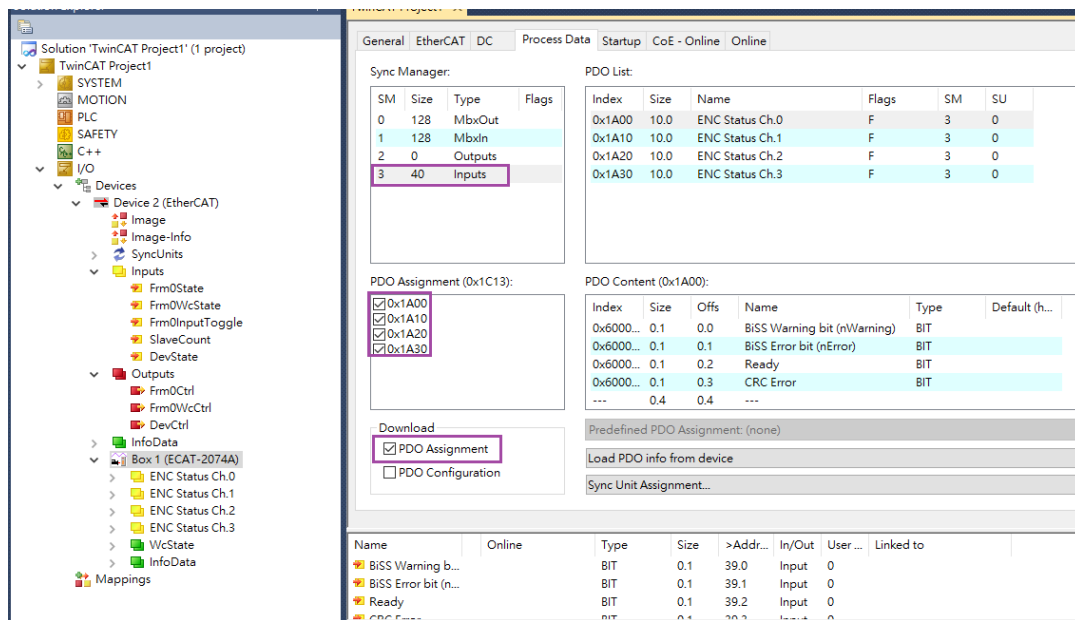 Solution 'TwinCAT Project1' (1 project)
TwinCAT Project1
SYSTEM
MOTION
PLC
SAFETY
C++
I/O
Devices
Device 2 (EtherCAT)
Image
Image-Info
SyncUnits
Inputs
Frm0State
Frm0WcState
Frm0InputToggle
SlaveCount
DevState
Outputs
Frm0Ctrl
Frm0WcCtrl
DevCtrl
InfoData
Box 1 (ECAT-2074A)
ENC Status Ch.0
ENC Status Ch.1
ENC Status Ch.2
ENC Status Ch.3
WcState
InfoData
Mappings
General EtherCAT DC Process Data Startup CoE - Online Online
Sync Manager:
SM Size Type Flags
0 128 MbxOut
1 128 MbxIn
2 0 Outputs
3 40 Inputs
PDO List:
Index Size Name Flags SM SU
0x1A00 10.0 ENC Status Ch.0 F 3 0
0x1A10 10.0 ENC Status Ch.1 F 3 0
0x1A20 10.0 ENC Status Ch.2 F 3 0
0x1A30 10.0 ENC Status Ch.3 F 3 0
PDO Assignment (0x1C13):
0x1A00
0x1A10
0x1A20
0x1A30
PDO Content (0x1A00):
Index Size Offs Name Type Default (h...
0x6000... 0.1 0.0 BiSS Warning bit (nWarning) BIT
0x6000... 0.1 0.1 BiSS Error bit (nError) BIT
0x6000... 0.1 0.2 Ready BIT
0x6000... 0.1 0.3 CRC Error BIT
--- 0.4 0.4 ---
Download
PDO Assignment
PDO Configuration
Predefined PDO Assignment: (none)
Load PDO info from device
Sync Unit Assignment...
Name Online Type Size >Addr... In/Out User ... Linked to
BiSS Warning b... BIT 0.1 39.0 Input 0
BiSS Error bit (n... BIT 0.1 39.1 Input 0
Ready BIT 0.1 39.2 Input 0